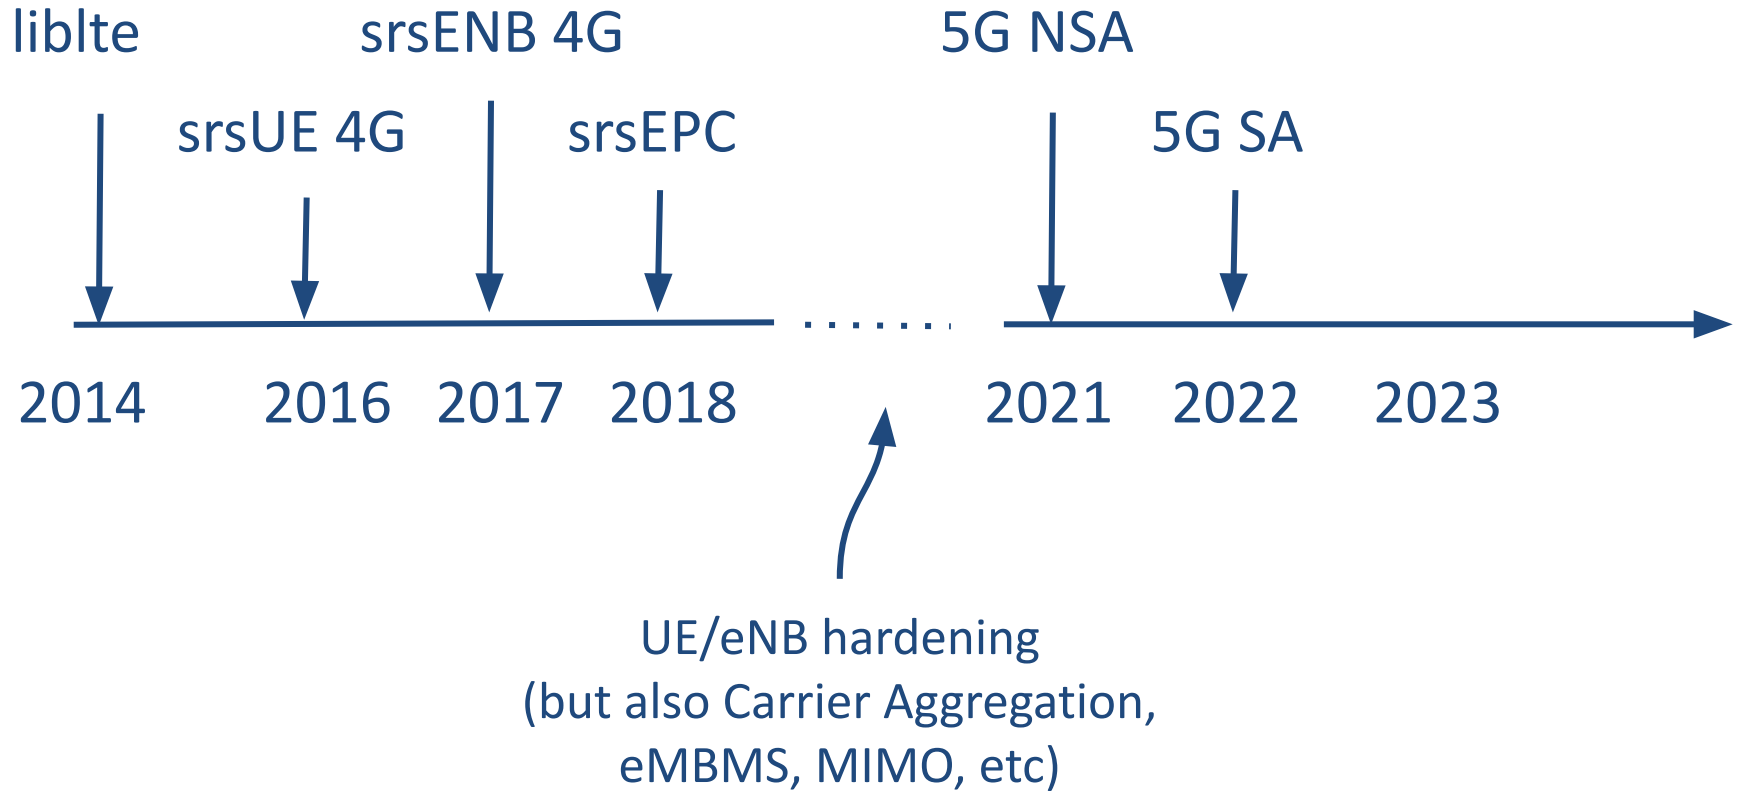 liblte
srsENB 4G
5G NSA
srsUE 4G
srsEPC
5G SA
2014
2016
2017
2018
2021
2022
2023
UE/eNB hardening
(but also Carrier Aggregation,
eMBMS, MIMO, etc)